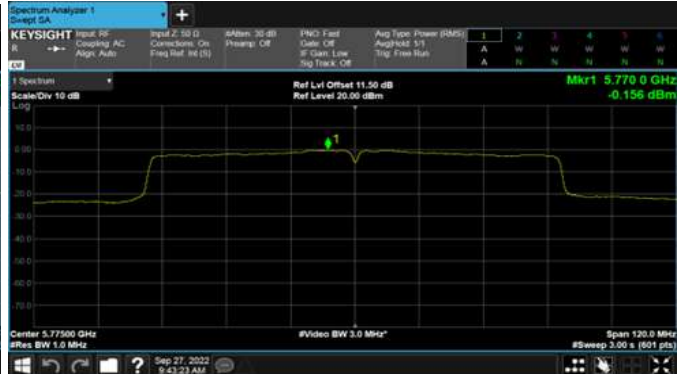 Spectrum Analyzer 1
Swept SA
+
KEYSIGHT
R
LXI
Input: RF
Coupling: AC
Align: Auto
Input Z: 50 Ω
Corrections: On
Freq Ref: Int (S)
#Atten: 30 dB
Preamp: Off
PNO: Fast
Gate: Off
IF Gain: Low
Sig Track: Off
Avg Type: Power (RMS)
Avg|Hold: 1/1
Trig: Free Run
1 2 3 4 5 6
A W W W W W
A N N N N N
1 Spectrum
Scale/Div 10 dB
Log
Ref Lvl Offset 11.50 dB
Ref Level 20.00 dBm
Mkr1 5.770 0 GHz
-0.156 dBm
10.0
0.00
-10.0
-20.0
-30.0
-40.0
-50.0
-60.0
-70.0
1
Center 5.77500 GHz
#Res BW 1.0 MHz
#Video BW 3.0 MHz*
Span 120.0 MHz
#Sweep 3.00 s (601 pts)
?
Sep 27, 2022
9:43:23 AM